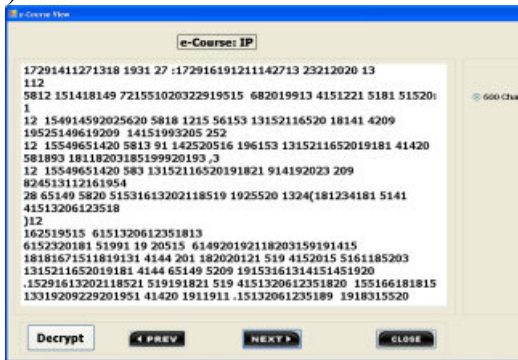 e-Course View
e-Course: IP
17291411271318 1931 27 :172916191211142713 23212020 13
112
5812 151418149 721551020322919515 682019913 4151221 5181 51520:
1
12 154914592025620 5818 1215 56153 13152116520 18141 4209
19525149619209 14151993205 252
12 15549651420 5813 91 142520516 196153 1315211652019181 41420
581893 18118203185199920193 ,3
12 15549651420 583 13152116520191821 914192023 209
824513112161954
28 65149 5820 51531613202118519 1925520 1324(181234181 5141
41513206123518
)12
162519515 6151320612351813
6152320181 51991 19 20515 614920192118203159191415
18181671511819131 4144 201 182020121 519 4152015 5161185203
1315211652019181 4144 65149 5209 19153161314151451920
.15291613202118521 519191821 519 4151320612351820 155166181815
13319209229201951 41420 1911911 .15132061235189 1918315520
600 Char
Decrypt
PREV
NEXT
CLOSE